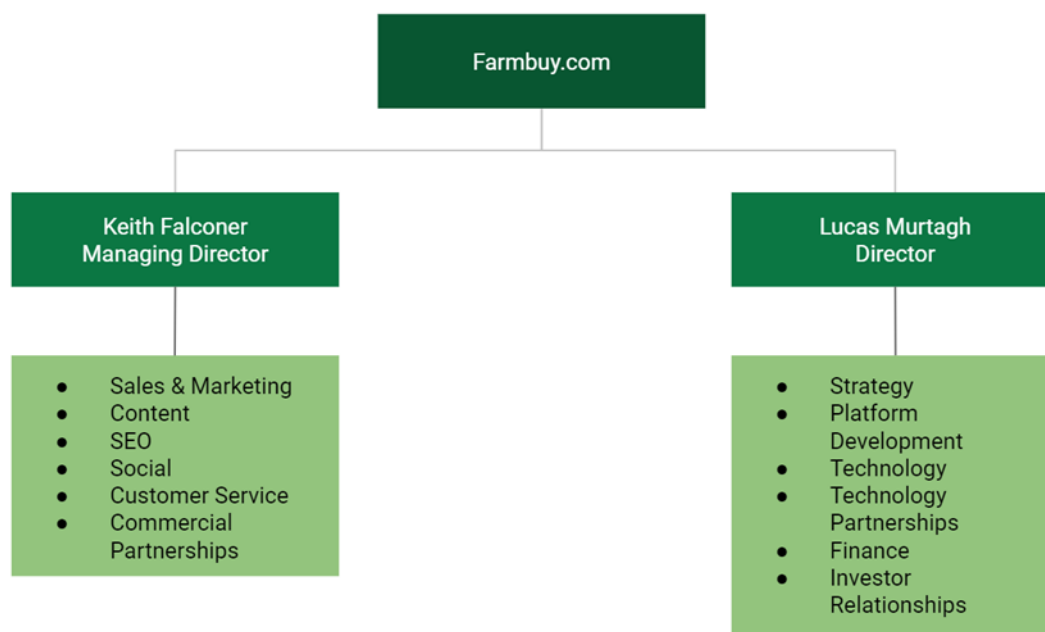 Farmbuy.com
Keith Falconer
Managing Director
● Sales & Marketing
● Content
● SEO
● Social
● Customer Service
● Commercial
Partnerships
Lucas Murtagh
Director
● Strategy
● Platform
Development
● Technology
● Technology
Partnerships
● Finance
● Investor
Relationships